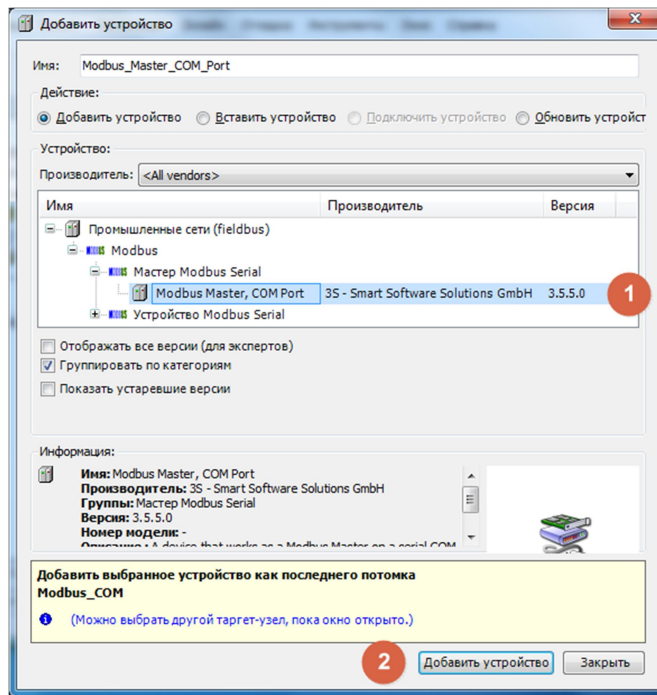 Добавить устройство
Имя: Modbus_Master_COM_Port
Действие:
Добавить устройство Вставить устройство Подключить устройство Обновить устройст
Устройство:
Производитель: <All vendors>
Имя Производитель Версия
Промышленные сети (fieldbus)
Modbus
Мастер Modbus Serial
Modbus Master, COM Port 3S - Smart Software Solutions GmbH 3.5.5.0 1
Устройство Modbus Serial
Отображать все версии (для экспертов)
Группировать по категориям
Показать устаревшие версии
Информация:
Имя: Modbus Master, COM Port
Производитель: 3S - Smart Software Solutions GmbH
Группы: Мастер Modbus Serial
Версия: 3.5.5.0
Номер модели: -
Описание : A device that works as a Modbus Master on a serial COM
Добавить выбранное устройство как последнего потомка
Modbus_COM
(Можно выбрать другой таргет-узел, пока окно открыто.)
2 Добавить устройство Закрыть